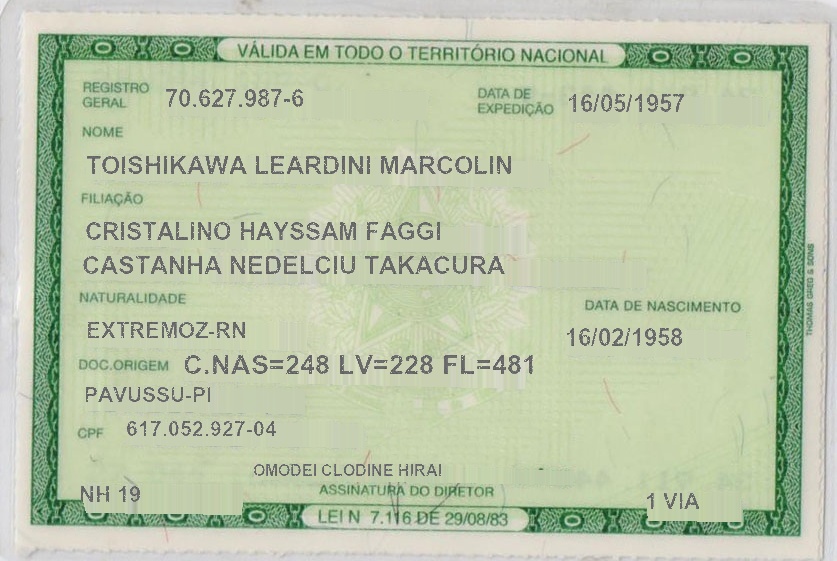 VÁLIDA EM TODO O TERRITÓRIO NACIONAL
REGISTRO GERAL 70.627.987-6 DATA DE EXPEDIÇÃO 16/05/1957
NOME
TOISHIKAWA LEARDINI MARCOLIN
FILIAÇÃO
CRISTALINO HAYSSAM FAGGI
CASTANHA NEDELCIU TAKACURA
NATURALIDADE DATA DE NASCIMENTO
EXTREMOZ-RN 16/02/1958
DOC.ORIGEM C.NAS=248 LV=228 FL=481
PAVUSSU-PI
CPF 617.052.927-04
OMODEI CLODINE HIRAI
NH 19 ASSINATURA DO DIRETOR 1 VIA
LEI N 7.116 DE 29/08/83
THOMAS GREG & SONS